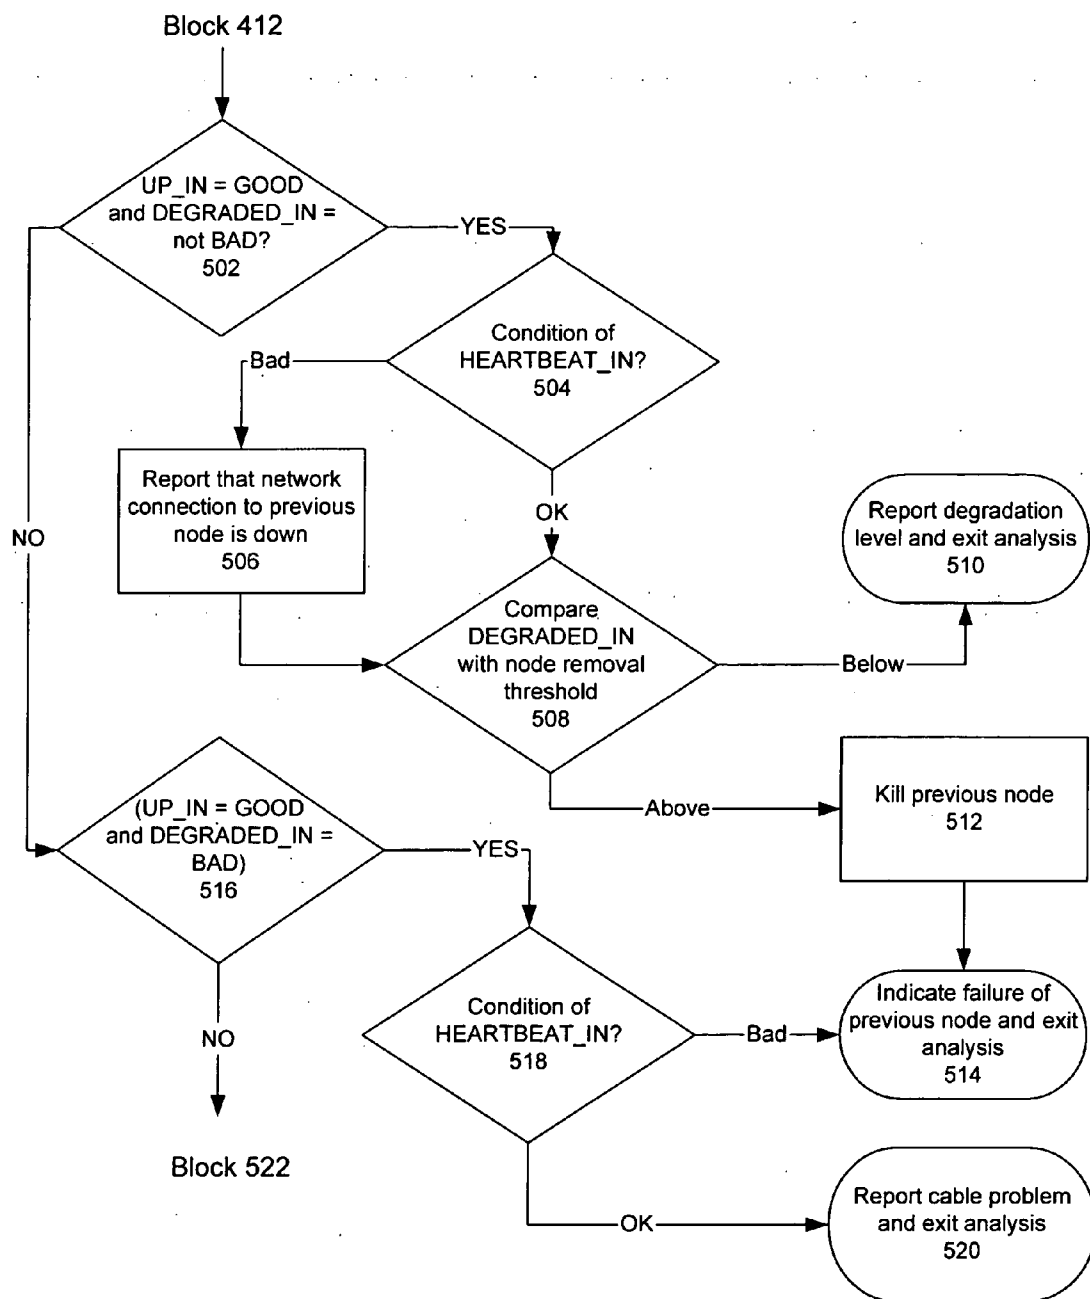 Block 412
UP_IN = GOOD
and DEGRADED_IN =
not BAD?
502
YES
Condition of
HEARTBEAT_IN?
504
Bad
Report that network
connection to previous
node is down
506
OK
NO
Report degradation
level and exit analysis
510
Compare
DEGRADED_IN
with node removal
threshold
508
Below
Above
Kill previous node
512
(UP_IN = GOOD
and DEGRADED_IN =
BAD)
516
YES
Condition of
HEARTBEAT_IN?
518
Bad
Indicate failure of
previous node and exit
analysis
514
NO
Block 522
OK
Report cable problem
and exit analysis
520